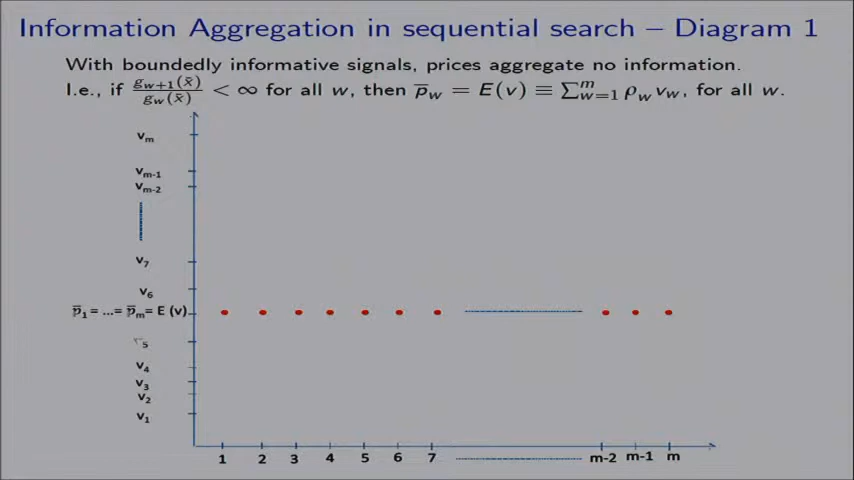 Information Aggregation in sequential search – Diagram 1
With boundedly informative signals, prices aggregate no information.
I.e., if g_{w+1}(x̄)/g_w(x̄) < ∞ for all w, then p̄_w = E(v) ≡ ∑_{w=1}^{m} ρ_w v_w, for all w.
v_m
v_{m-1}
v_{m-2}
v_7
v_6
p̄_1 = ...= p̄_m= E (v)
v_5
v_4
v_3
v_2
v_1
1 2 3 4 5 6 7 m-2 m-1 m